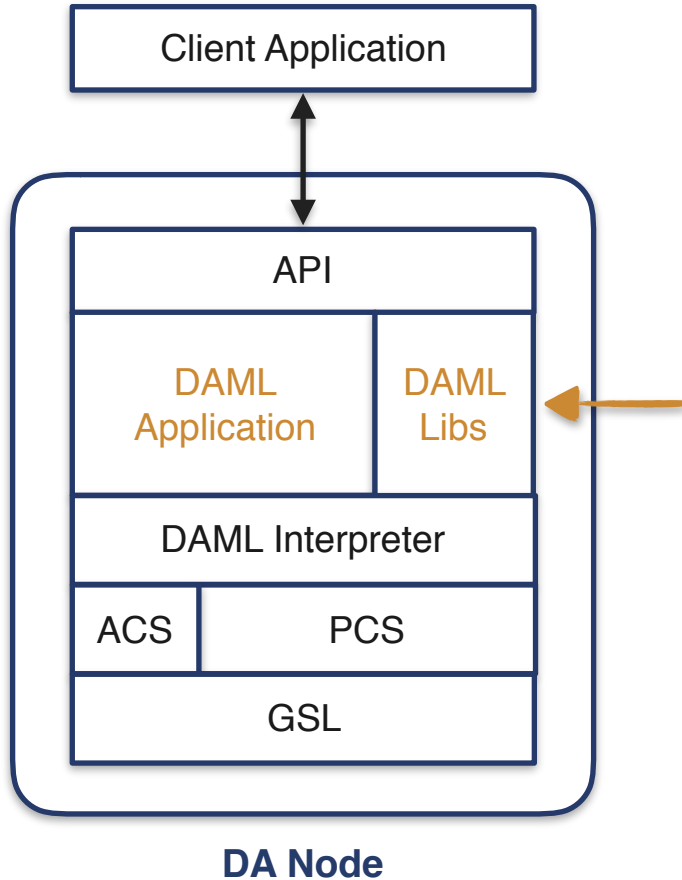 Client Application
API
DAML
Application
DAML
Libs
DAML Interpreter
ACS
PCS
GSL
DA Node